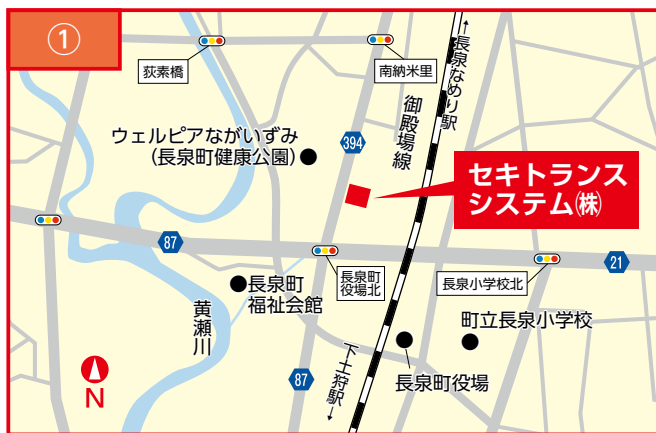 ①
荻素橋
南納米里
←長泉なめり駅
御殿場線
ウェルピアながいずみ
(長泉町健康公園)
394
セキトランス
システム㈱
87
長泉町
役場北
長泉小学校北
21
長泉町
福祉会館
黄瀬川
町立長泉小学校
長泉町役場
87
下土狩駅→
N